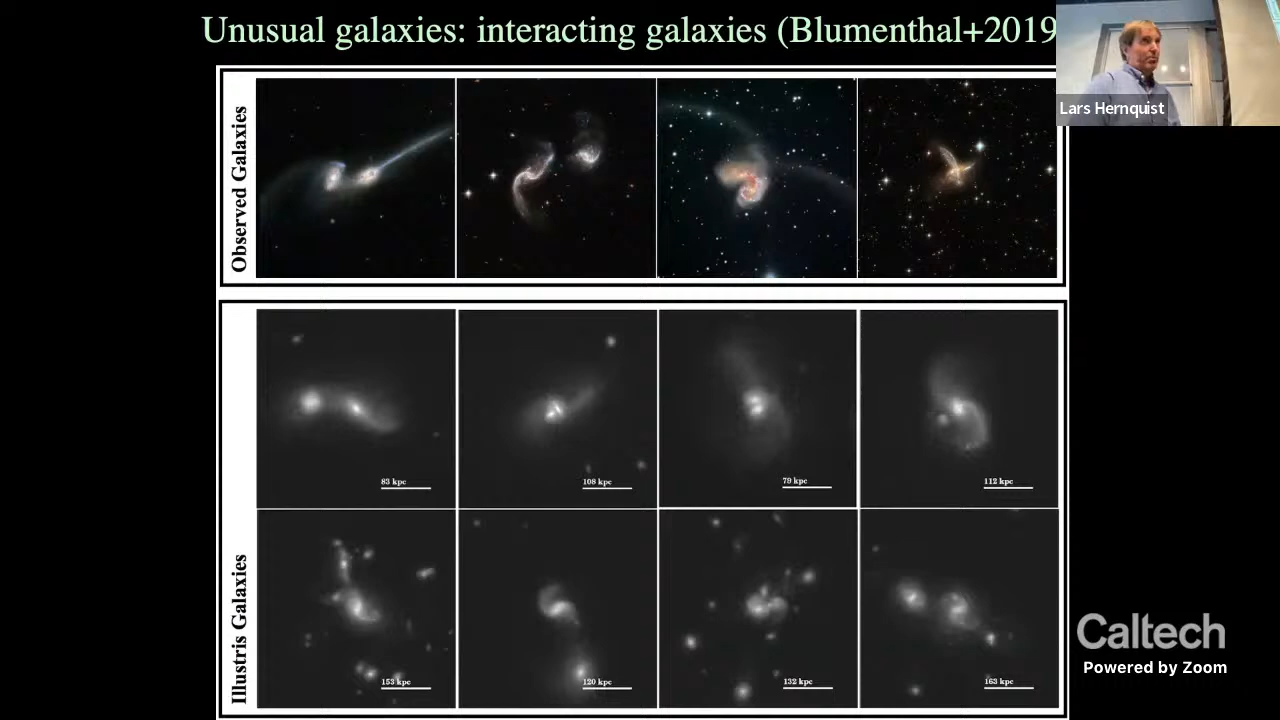 Unusual galaxies: interacting galaxies (Blumenthal+2019
Lars Hernquist
Observed Galaxies
83 kpc
108 kpc
79 kpc
112 kpc
Illustris Galaxies
153 kpc
120 kpc
132 kpc
163 kpc
Caltech
Powered by Zoom